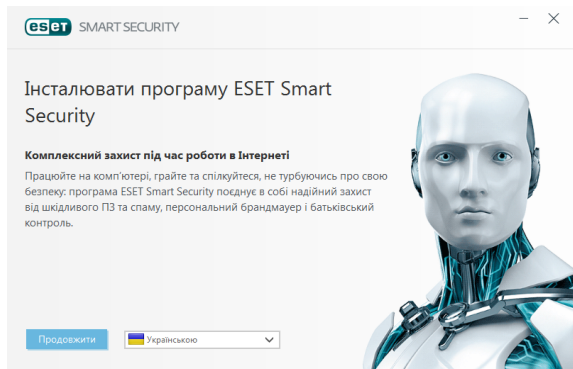 eset SMART SECURITY
Інсталювати програму ESET Smart
Security
Комплексний захист під час роботи в Інтернеті
Працюйте на комп'ютері, грайте та спілкуйтеся, не турбуючись про свою
безпеку: програма ESET Smart Security поєднує в собі надійний захист
від шкідливого ПЗ та спаму, персональний брандмауер і батьківський
контроль.
Продовжити
Українською